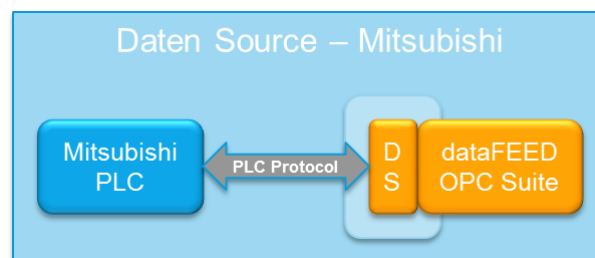 Daten Source – Mitsubishi
Mitsubishi
PLC
PLC Protocol
D
S
dataFEED
OPC Suite